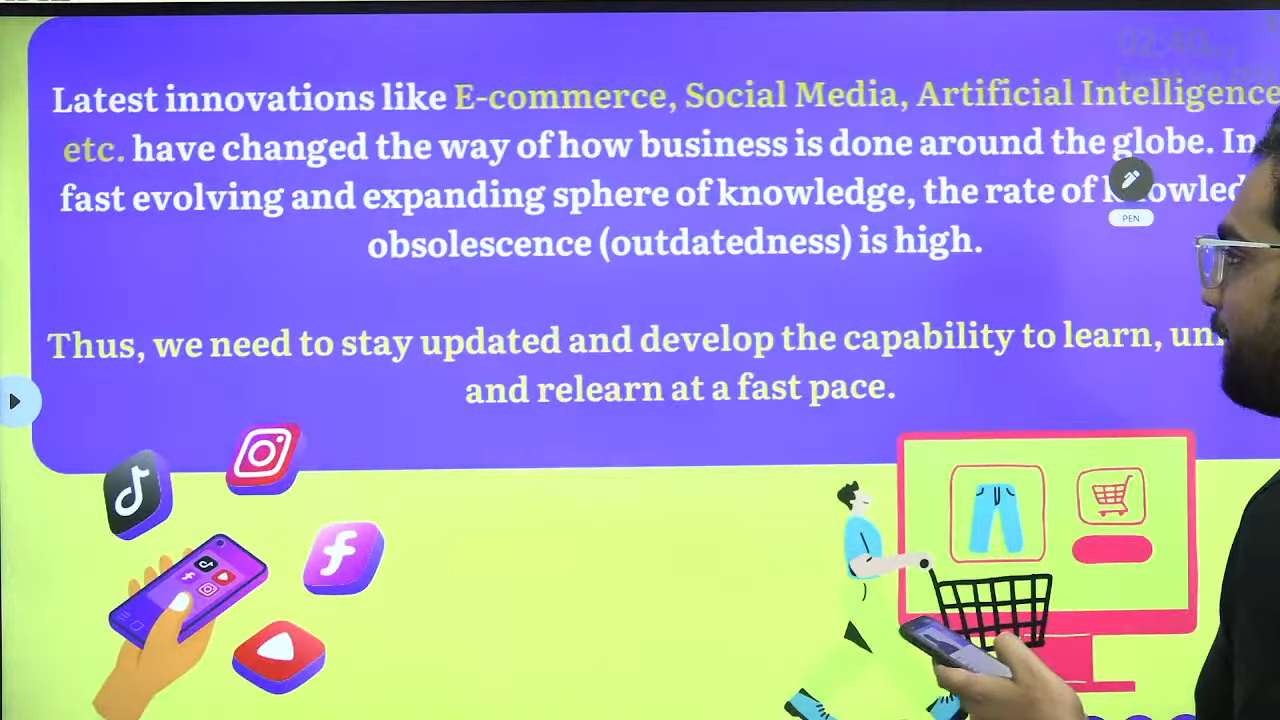 02:40
Latest innovations like E-commerce, Social Media, Artificial Intelligence
etc. have changed the way of how business is done around the globe. In
fast evolving and expanding sphere of knowledge, the rate of
obsolescence (outdatedness) is high.
PEN
Thus, we need to stay updated and develop the capability to learn,
and relearn at a fast pace.